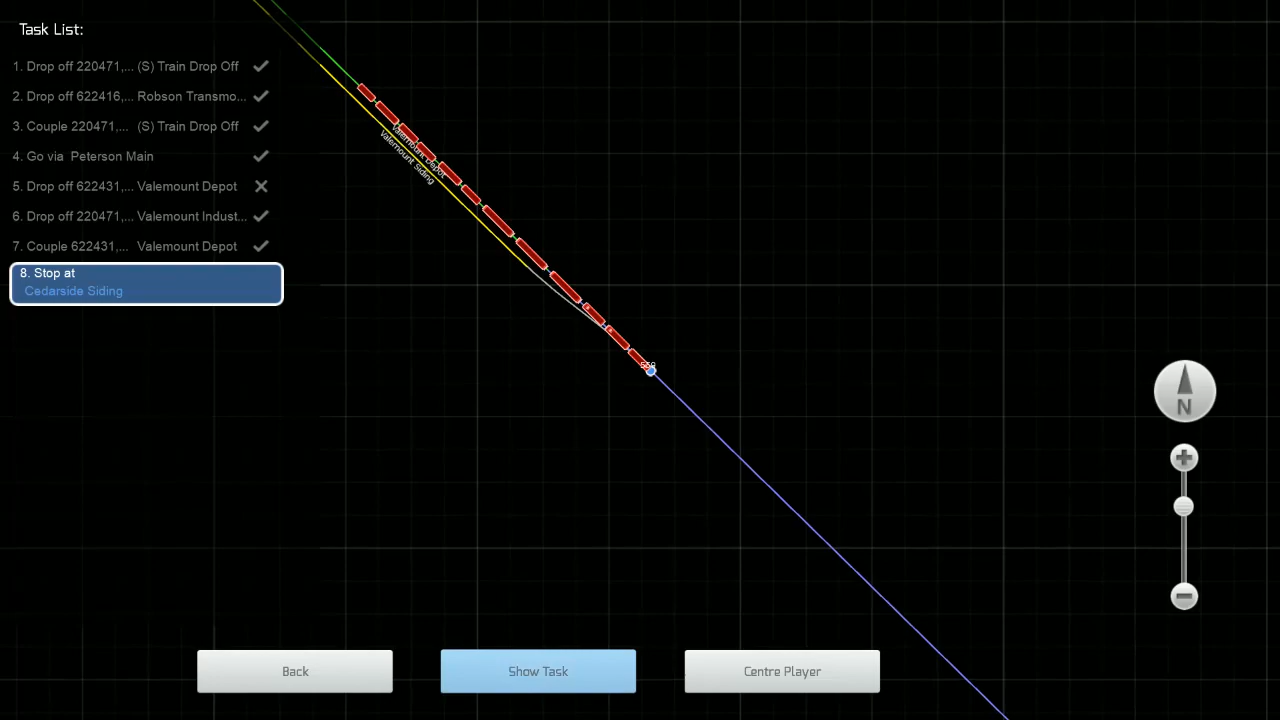 Task List:
1. Drop off 220471,... (S) Train Drop Off
2. Drop off 622416,... Robson Transmo...
3. Couple 220471,... (S) Train Drop Off
4. Go via Peterson Main
5. Drop off 622431,... Valemount Depot
6. Drop off 220471,... Valemount Indust...
7. Couple 622431,... Valemount Depot
8. Stop at
Cedarside Siding
Valemount Depot
Valemount Siding
N
Back
Show Task
Centre Player